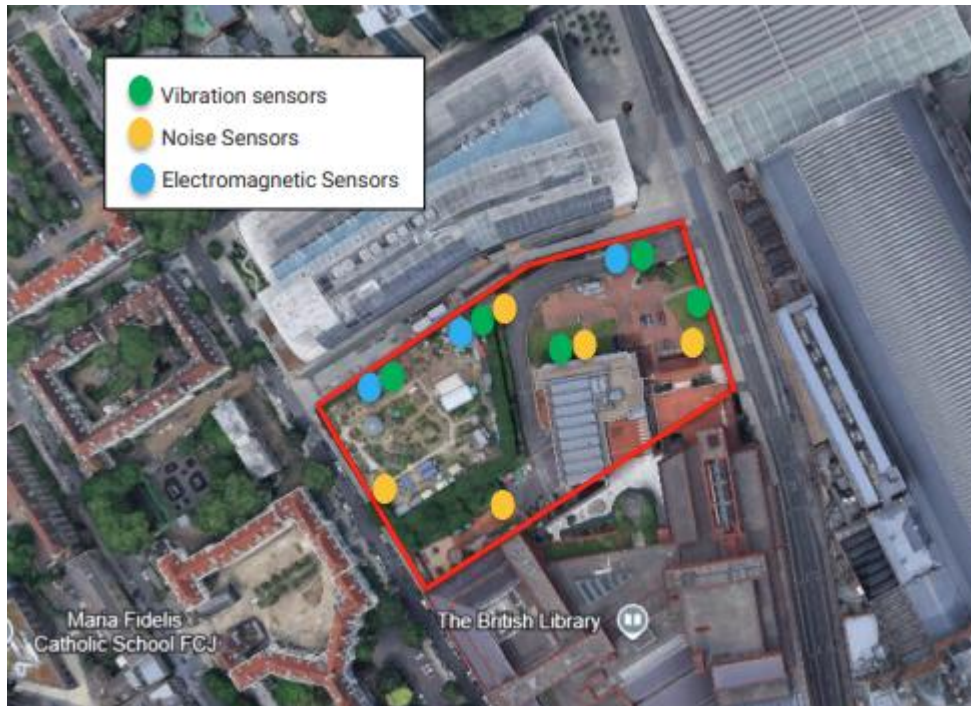 Vibration sensors
Noise Sensors
Electromagnetic Sensors
Maria Fidelis
Catholic School FCJ
The British Library